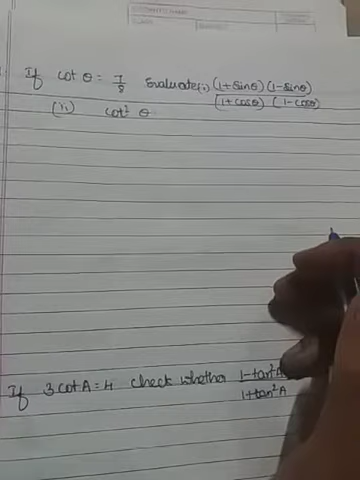 If cot θ = 7/8 Evaluate (i) (1+sinθ)(1-sinθ)/(1+cosθ)(1-cosθ)
(ii) cot² θ
If 3 cot A = 4 check whether 1-tan²A/1+tan²A